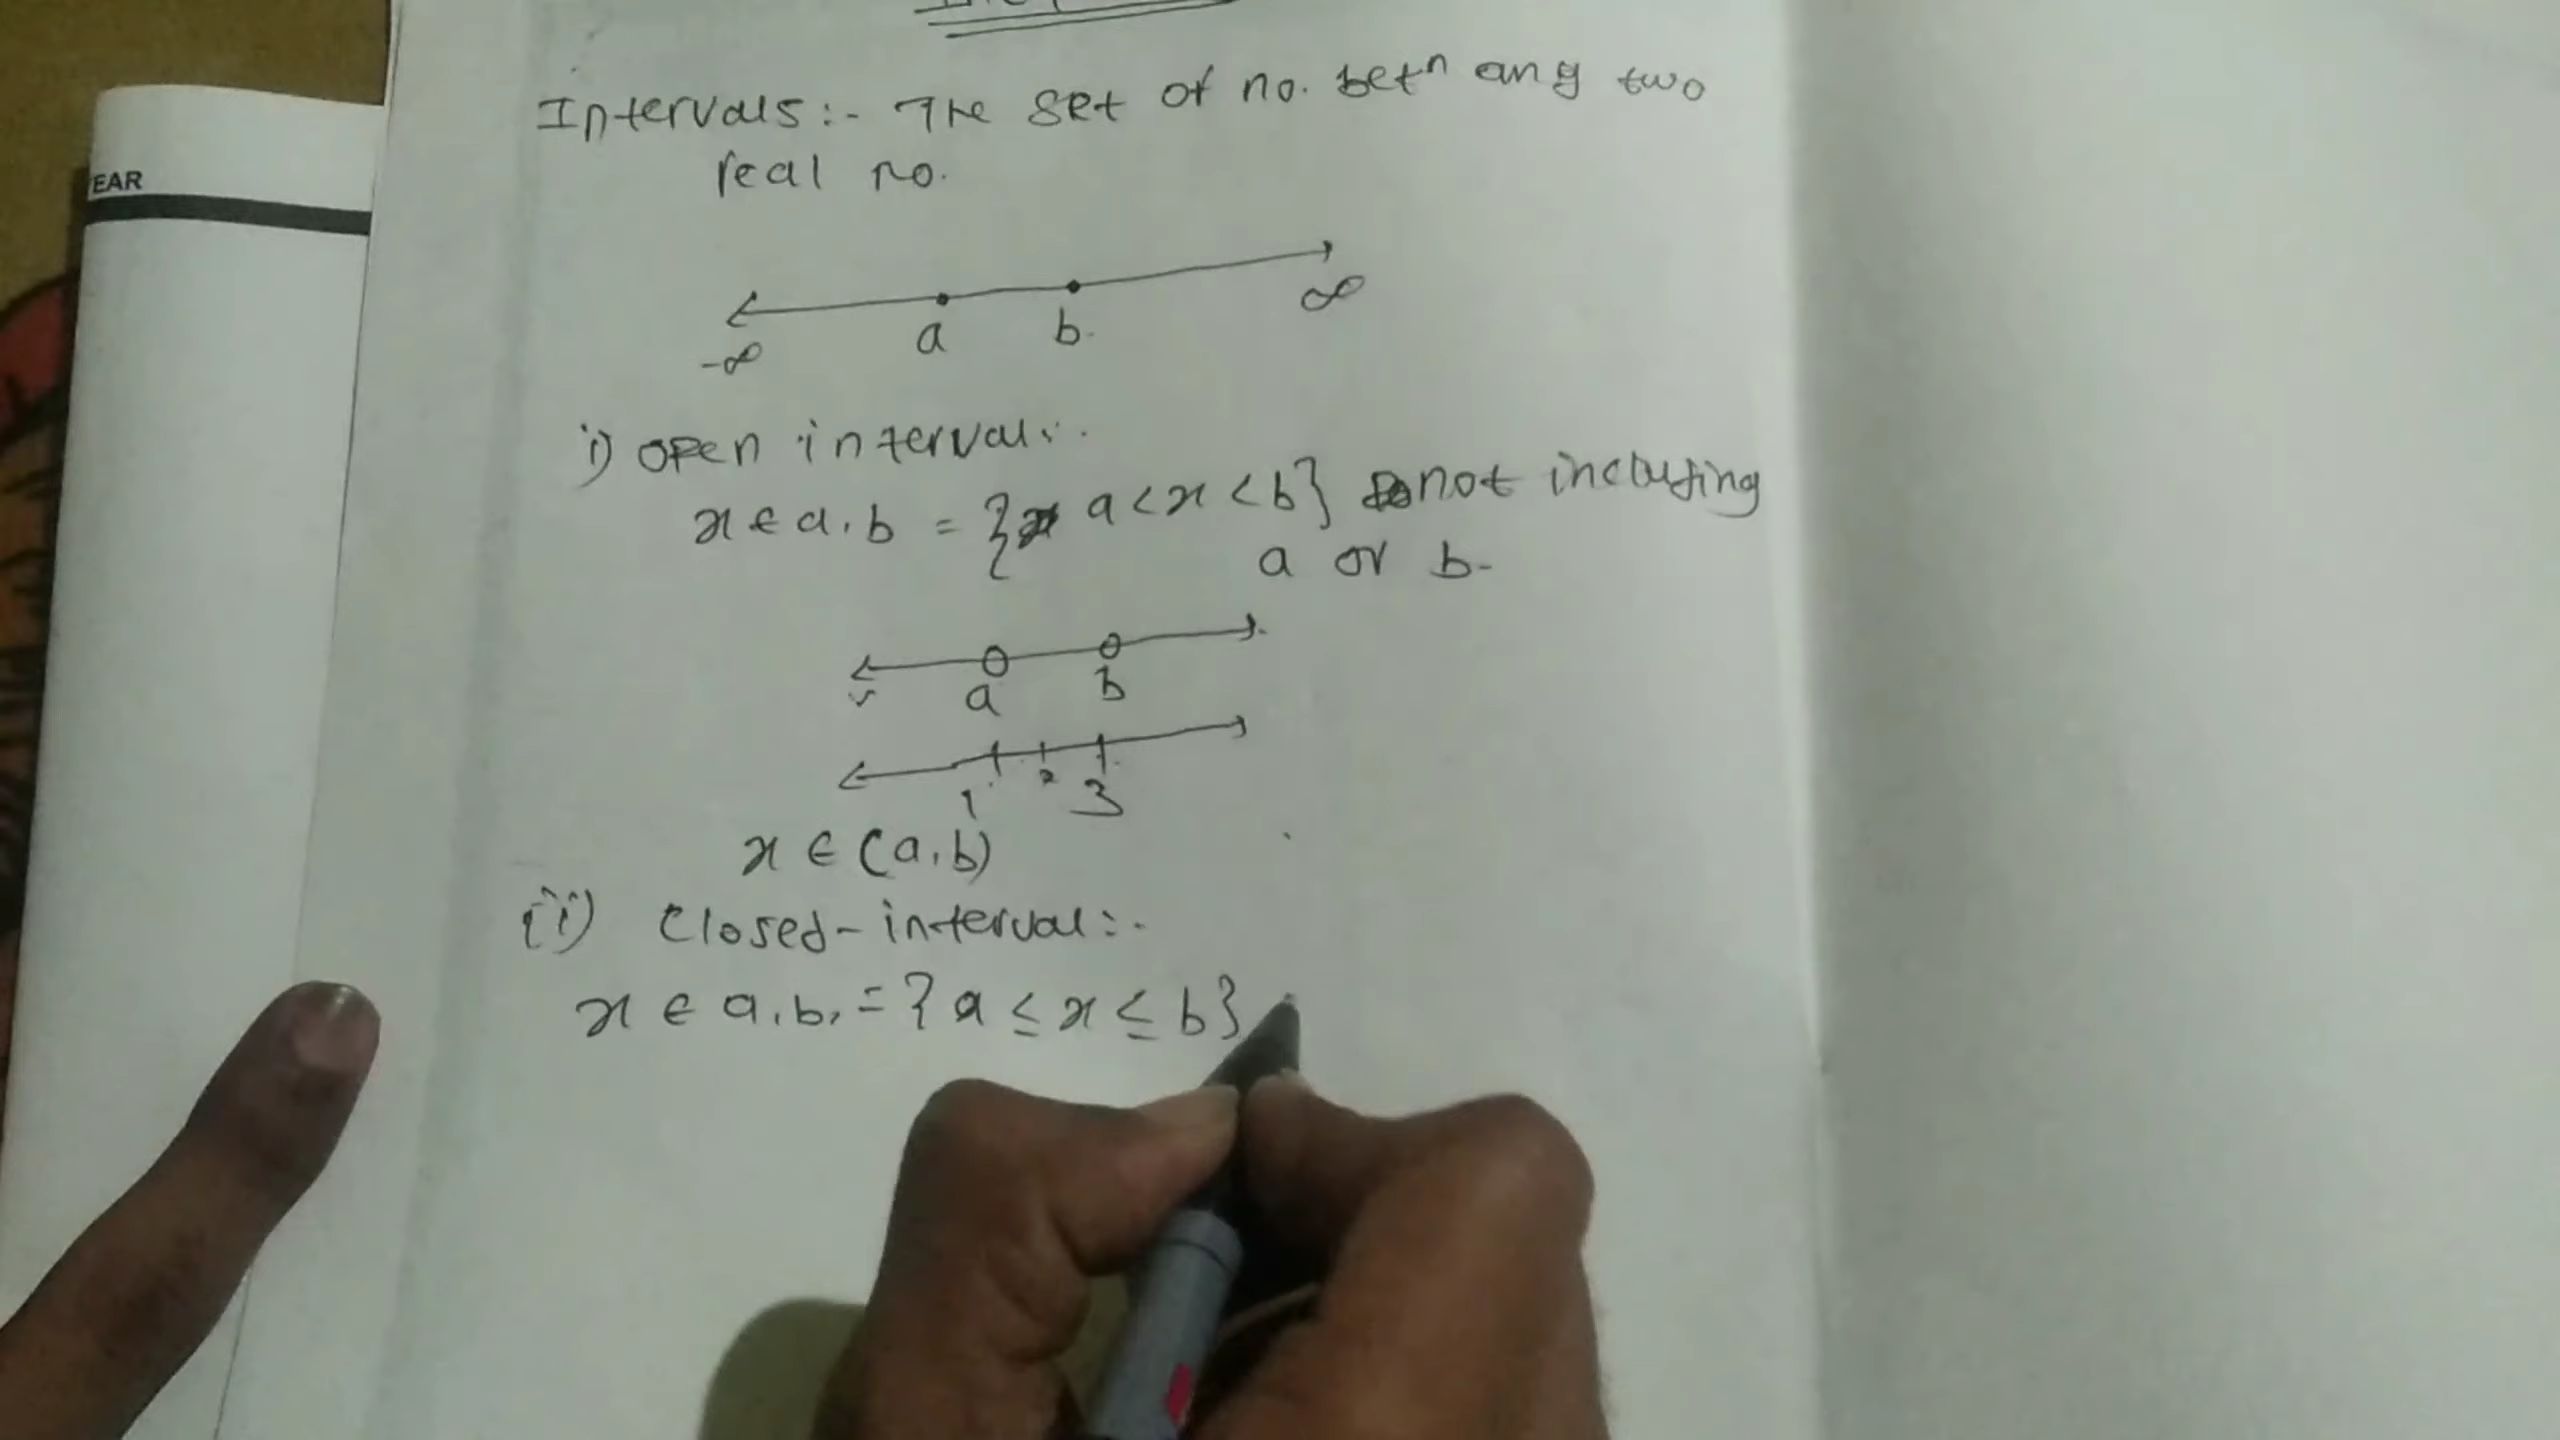 EAR
Intervals:- The set of no. betn any two
real no.
-∞ a b. ∞
i) open interval:.
x ∈ a,b = { a<x<b} not including
a or b-
a b
1 2 3
x ∈ (a,b)
(ii) Closed-interval:-
x ∈ a,b, = {a ≤ x ≤ b}